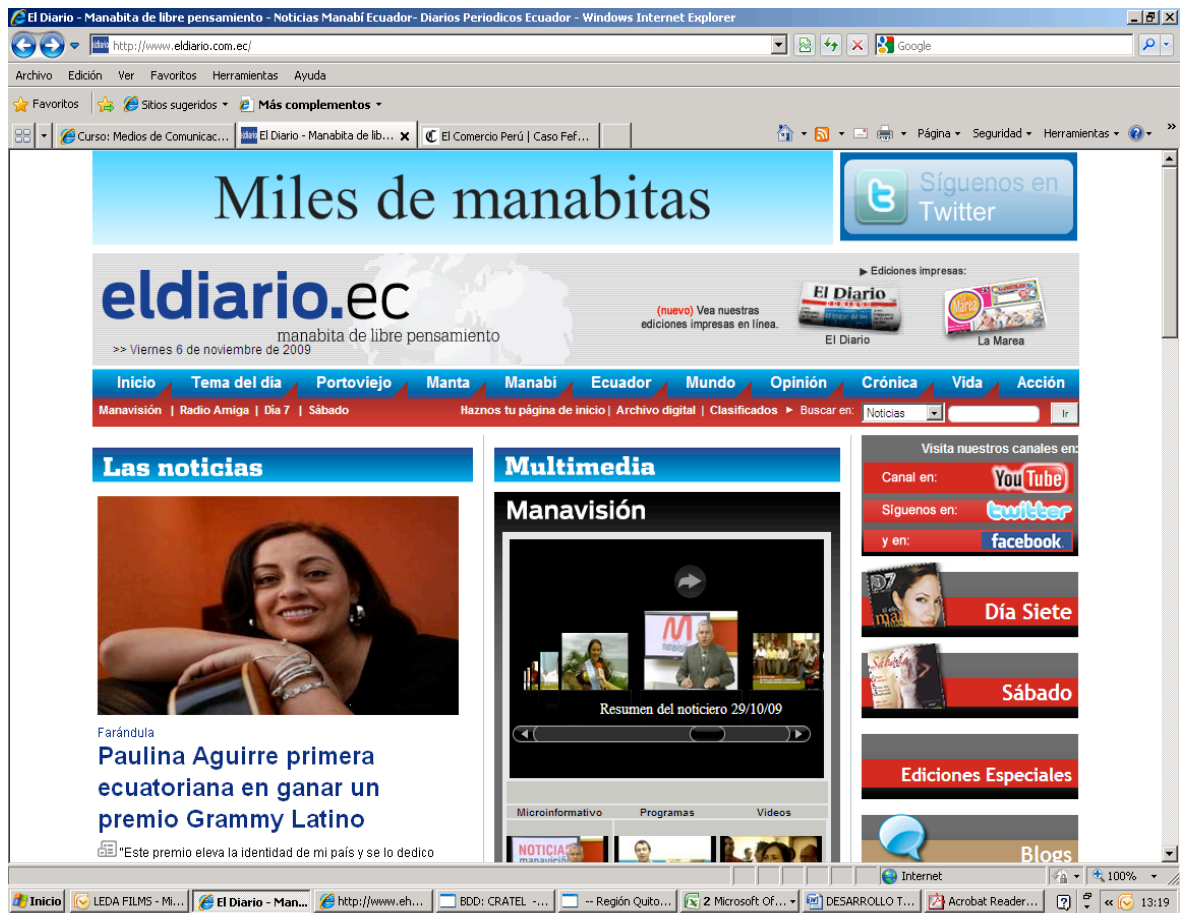 El Diario - Manabita de libre pensamiento - Noticias Manabí Ecuador- Diarios Periodicos Ecuador - Windows Internet Explorer
http://www.eldiario.com.ec/
Google
Archivo Edición Ver Favoritos Herramientas Ayuda
Favoritos Sitios sugeridos Más complementos
Curso: Medios de Comunicac... El Diario - Manabita de lib... El Comercio Perú | Caso Fef... Página Seguridad Herramientas
Miles de manabitas
Síguenos en
Twitter
eldiario.ec
manabita de libre pensamiento
>> Viernes 6 de noviembre de 2009
(nuevo) Vea nuestras
ediciones impresas en línea.
Ediciones impresas:
El Diario
El Diario
La Marea
Inicio Tema del día Portoviejo Manta Manabí Ecuador Mundo Opinión Crónica Vida Acción
Manavisión | Radio Amiga | Día 7 | Sábado Haznos tu página de inicio | Archivo digital | Clasificados Buscar en: Noticias Ir
Las noticias
Farándula
Paulina Aguirre primera
ecuatoriana en ganar un
premio Grammy Latino
"Este premio eleva la identidad de mi país y se lo dedico
Multimedia
Manavisión
Resumen del noticiero 29/10/09
Microinformativo Programas Videos
NOTICIAS
manavisión
Visita nuestros canales en:
Canal en: YouTube
Síguenos en: twitter
y en: facebook
D7
Día Siete
Sábado
Ediciones Especiales
Blogs
Internet 100%
Inicio LEDA FILMS - Mi... El Diario - Man... http://www.eh... BDD: CRATEL -... -- Región Quito... 2 Microsoft Of... DESARROLLO T... Acrobat Reader... 13:19